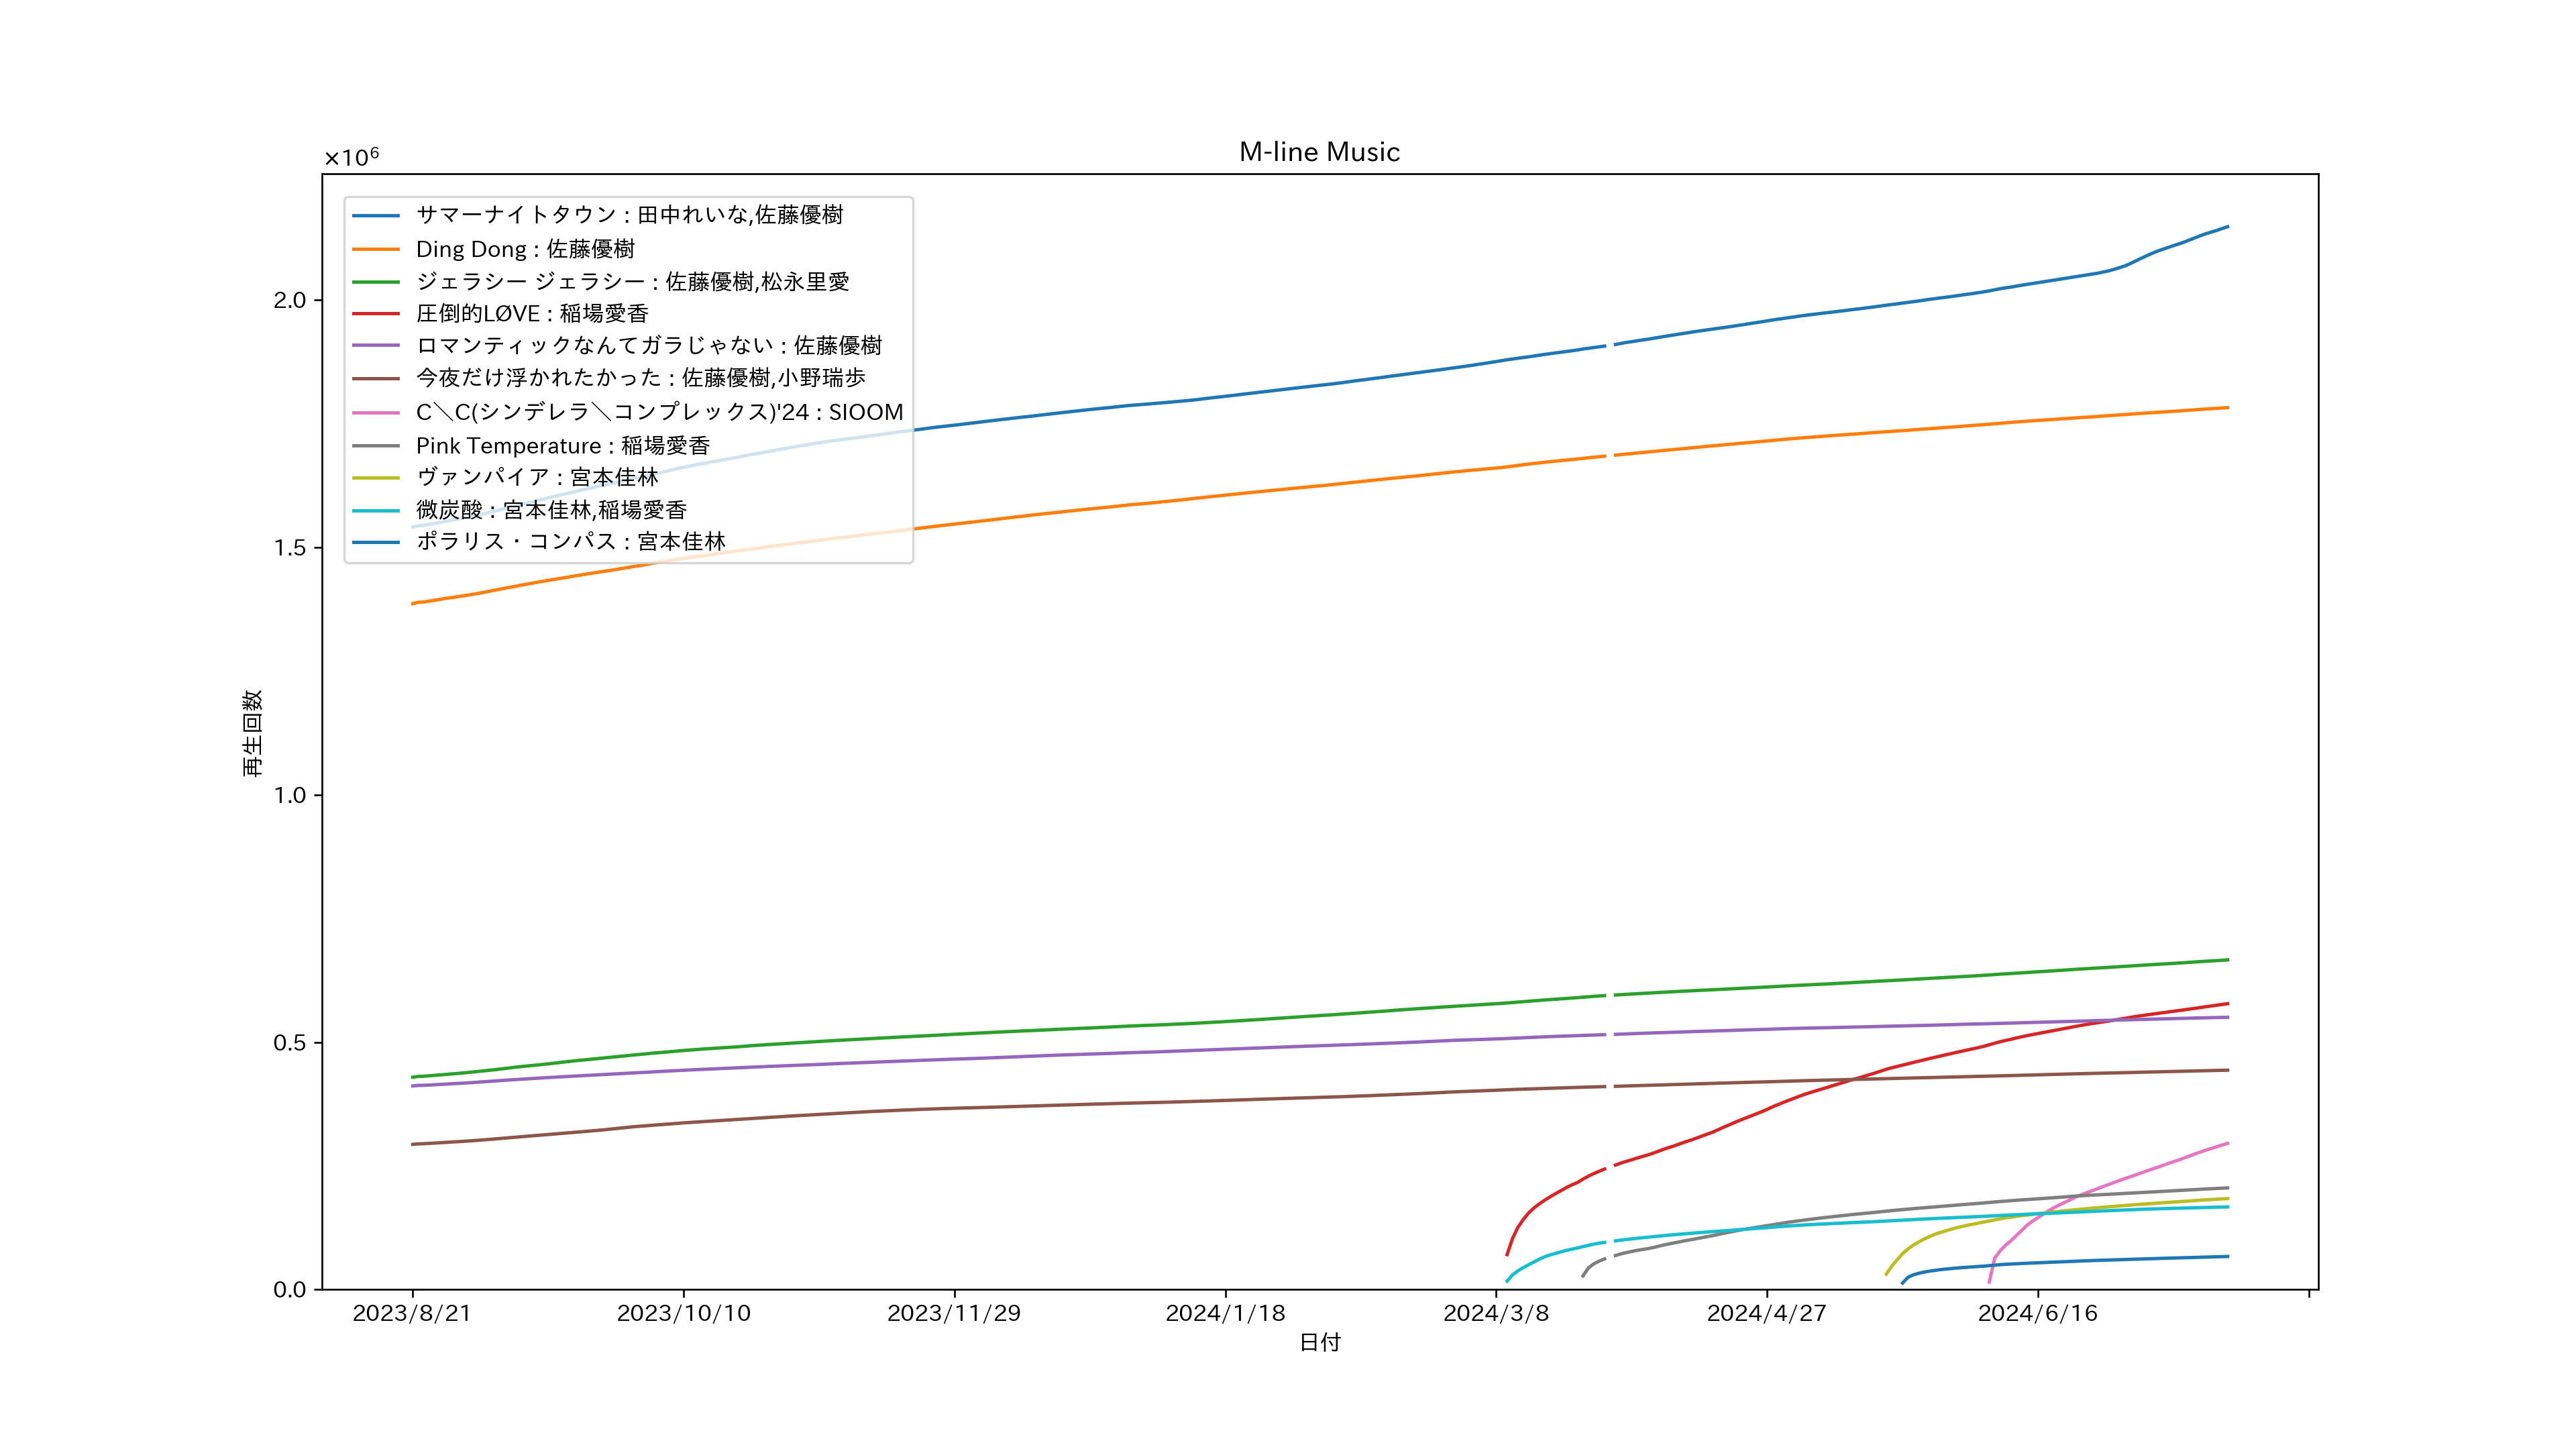 M-line Music
×10⁶
サマーナイトタウン : 田中れいな,佐藤優樹
Ding Dong : 佐藤優樹
ジェラシー ジェラシー : 佐藤優樹,松永里愛
圧倒的LØVE : 稲場愛香
ロマンティックなんてガラじゃない : 佐藤優樹
今夜だけ浮かれたかった : 佐藤優樹,小野瑞歩
C＼C(シンデレラ＼コンプレックス)'24 : SIOOM
Pink Temperature : 稲場愛香
ヴァンパイア : 宮本佳林
微炭酸 : 宮本佳林,稲場愛香
ポラリス・コンパス : 宮本佳林
2.0
1.5
1.0
0.5
0.0
再生回数
2023/8/21 2023/10/10 2023/11/29 2024/1/18 2024/3/8 2024/4/27 2024/6/16
日付